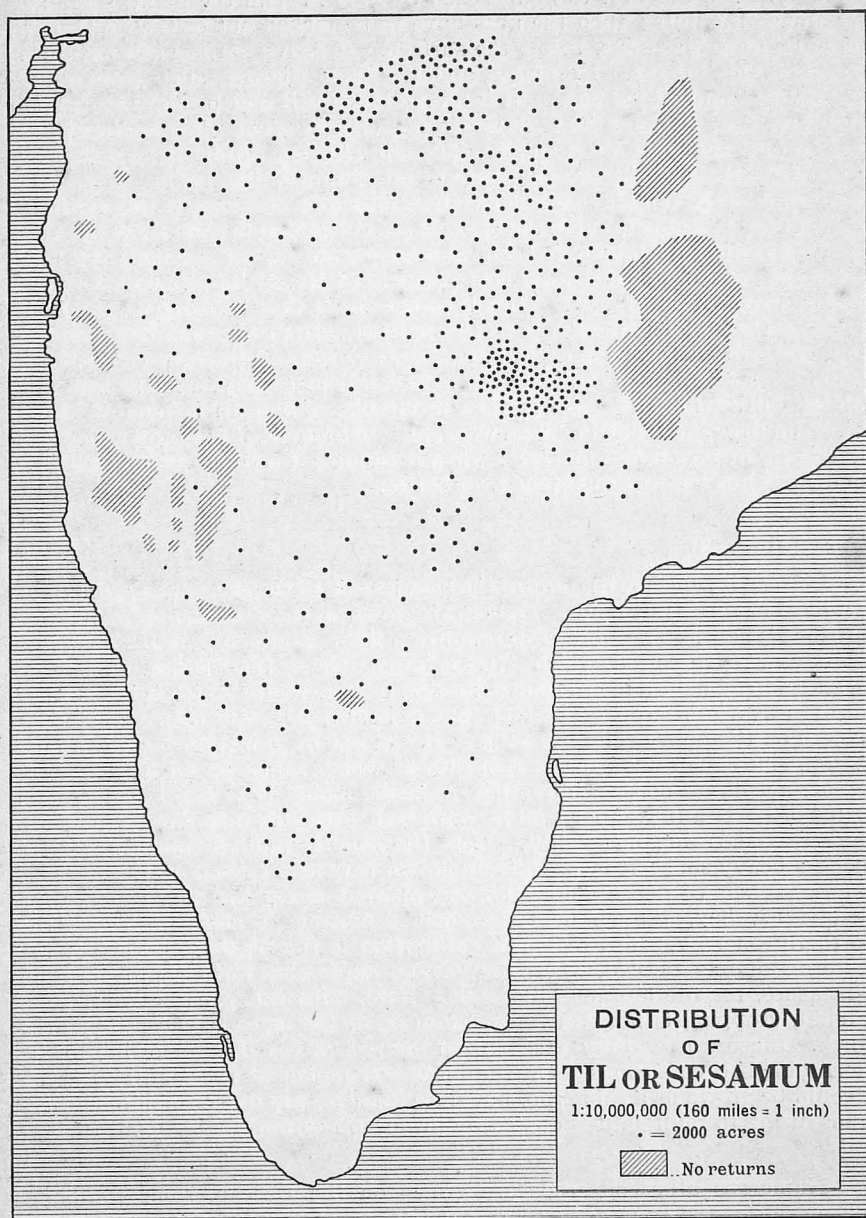 DISTRIBUTION
OF
TIL OR SESAMUM
1:10,000,000 (160 miles = 1 inch)
• = 2000 acres
..No returns